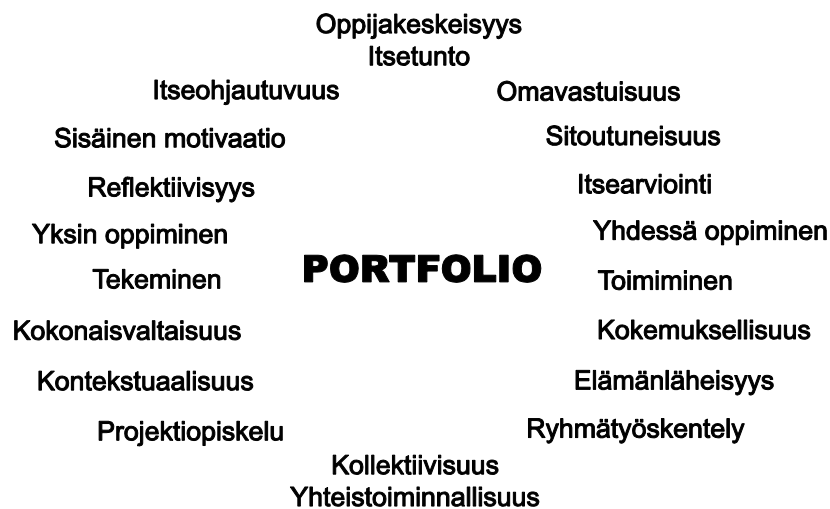 Oppijakeskeisyys
Itsetunto
Itseohjautuvuus
Omavastuisuus
Sisäinen motivaatio
Sitoutuneisuus
Reflektiivisyys
Itsearviointi
Yksin oppiminen
Yhdessä oppiminen
PORTFOLIO
Tekeminen
Toimiminen
Kokonaisvaltaisuus
Kokemuksellisuus
Kontekstuaalisuus
Elämänläheisyys
Projektiopiskelu
Ryhmätyöskentely
Kollektiivisuus
Yhteistoiminnallisuus